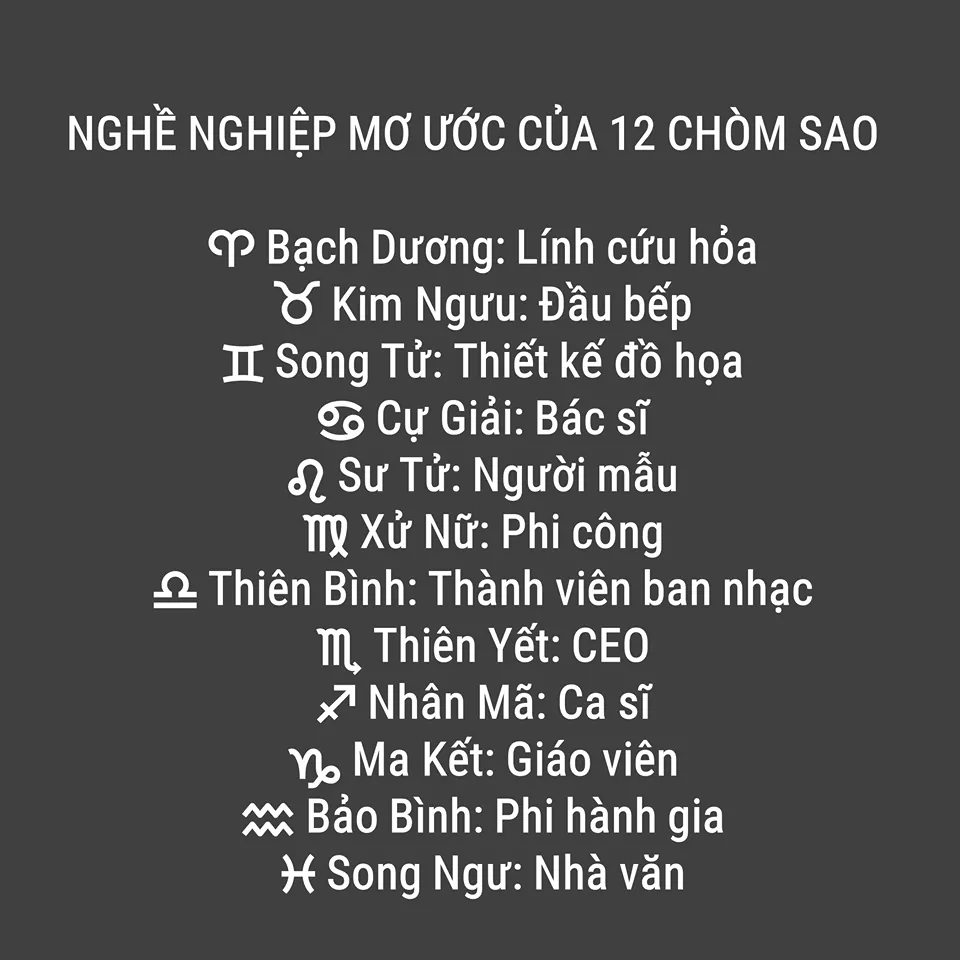 NGHỀ NGHIỆP MƠ ƯỚC CỦA 12 CHÒM SAO
♈ Bạch Dương: Lính cứu hỏa
♉ Kim Ngưu: Đầu bếp
♊ Song Tử: Thiết kế đồ họa
♋ Cự Giải: Bác sĩ
♌ Sư Tử: Người mẫu
♍ Xử Nữ: Phi công
♎ Thiên Bình: Thành viên ban nhạc
♏ Thiên Yết: CEO
♐ Nhân Mã: Ca sĩ
♑ Ma Kết: Giáo viên
♒ Bảo Bình: Phi hành gia
♓ Song Ngư: Nhà văn